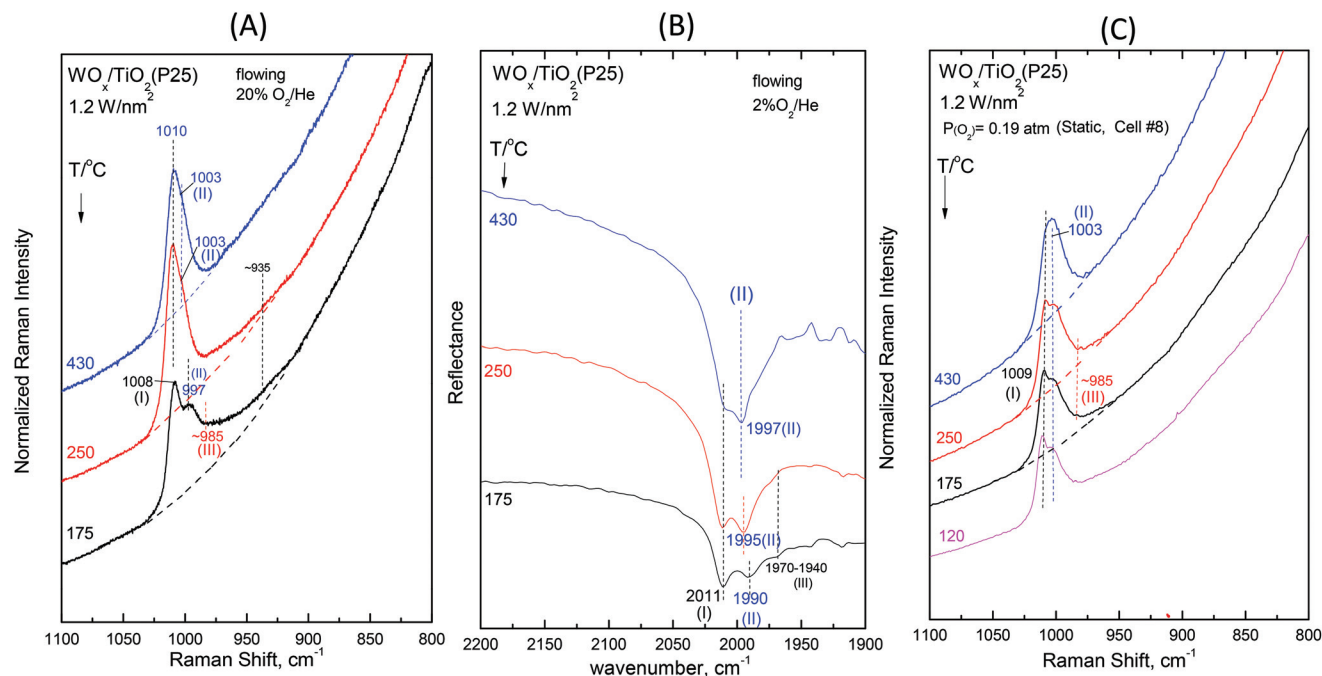 (A)
WOx/TiO2(P25)
1.2 W/nm2
flowing
20% O2/He
1010
T/oC
1003
(II)
1003
(II)
~935
430
1008
(I)
(II)
997
250
~985
(III)
175
Normalized Raman Intensity
1100 1050 1000 950 900 850 800
Raman Shift, cm-1
(B)
WOx/TiO2(P25)
1.2 W/nm2
flowing
2%O2/He
T/oC
430
(II)
250
1997(II)
175
1995(II)
1970-1940
(III)
2011
(I)
1990
(II)
Reflectance
2200 2150 2100 2050 2000 1950 1900
wavenumber, cm-1
(C)
WOx/TiO2(P25)
1.2 W/nm2
P(O2)= 0.19 atm (Static, Cell #8)
T/oC
(II)
1003
430
1009
(I)
~985
(III)
250
175
120
Normalized Raman Intensity
1100 1050 1000 950 900 850 800
Raman Shift, cm-1